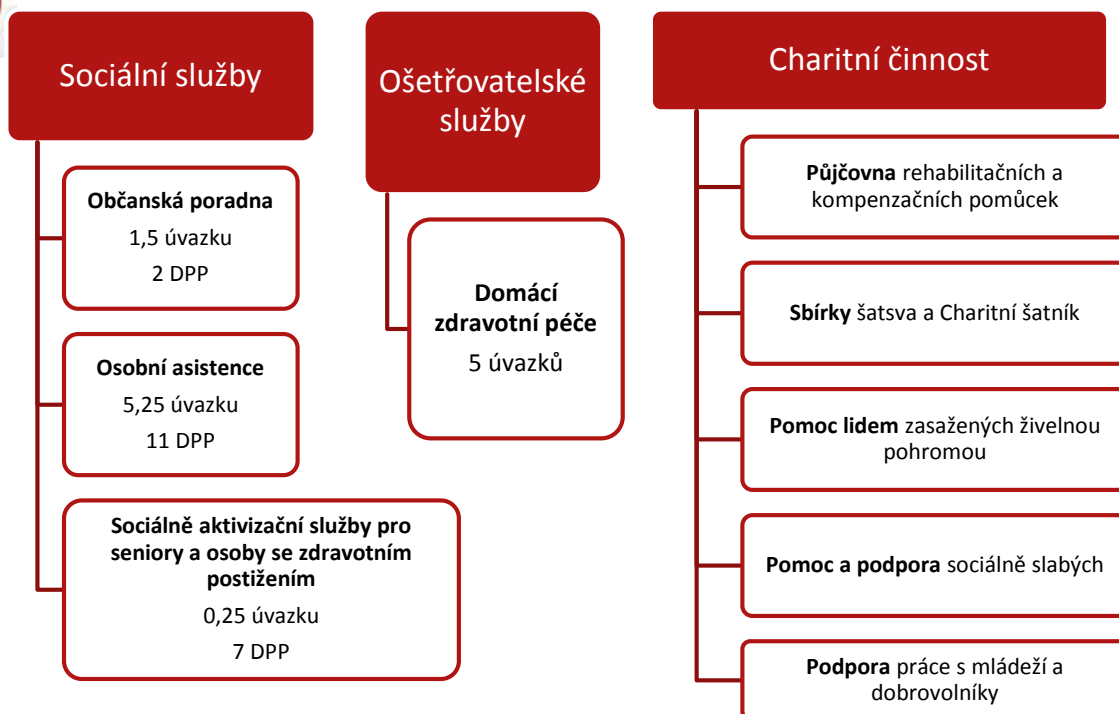 Sociální služby
Občanská poradna
1,5 úvazku
2 DPP
Osobní asistence
5,25 úvazku
11 DPP
Sociálně aktivizační služby pro
seniory a osoby se zdravotním
postižením
0,25 úvazku
7 DPP
Ošetřovatelské
služby
Domácí
zdravotní péče
5 úvazků
Charitní činnost
Půjčovna rehabilitačních a
kompenzačních pomůcek
Sbírky šatsva a Charitní šatník
Pomoc lidem zasažených živelnou
pohromou
Pomoc a podpora sociálně slabých
Podpora práce s mládeží a
dobrovolníky